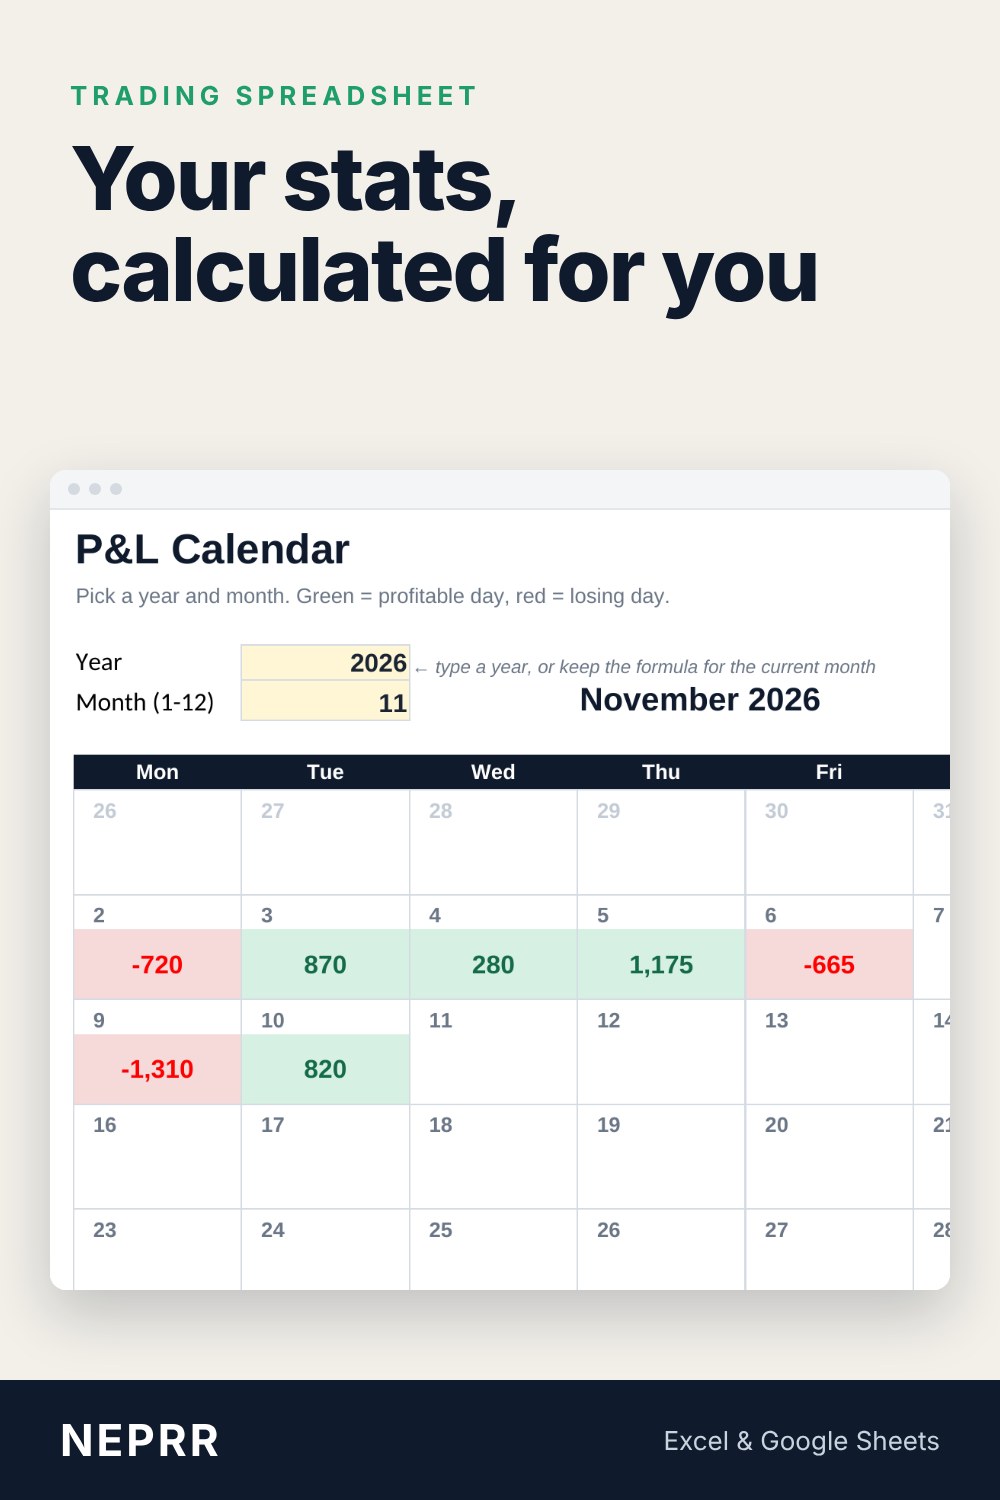 TRADING SPREADSHEET
Your stats,
calculated for you
P&L Calendar
Pick a year and month. Green = profitable day, red = losing day.
Year 2026 ← type a year, or keep the formula for the current month
Month (1-12) 11 November 2026
Mon Tue Wed Thu Fri
26 27 28 29 30 31
2 3 4 5 6 7
-720 870 280 1,175 -665
9 10 11 12 13 14
-1,310 820
16 17 18 19 20 21
23 24 25 26 27 28
NEPRR Excel & Google Sheets